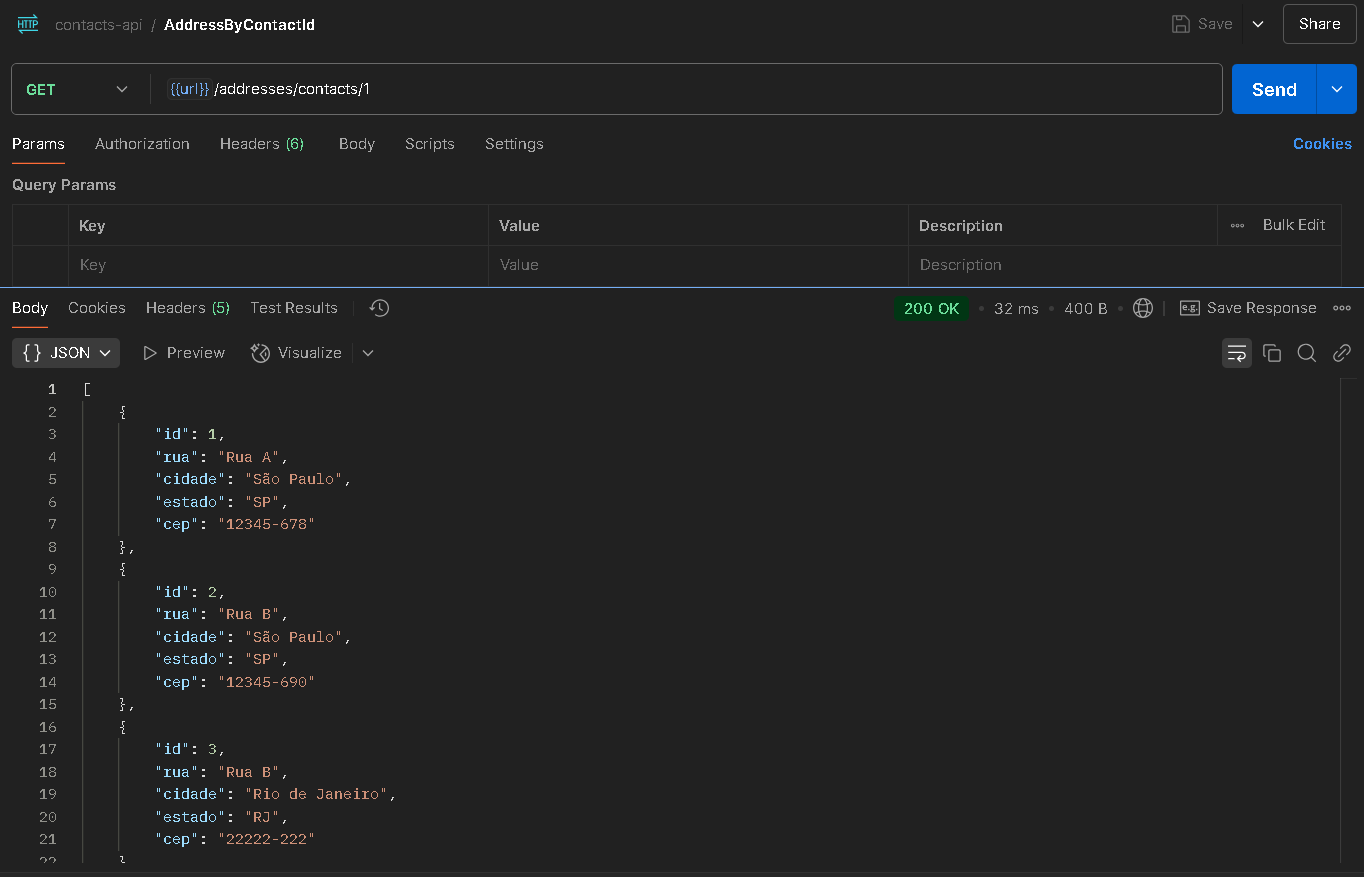 HTTP contacts-api / AddressByContactId Save Share
GET {{url}} /addresses/contacts/1 Send
Params Authorization Headers (6) Body Scripts Settings Cookies
Query Params
Key Value Description Bulk Edit
Key Value Description
Body Cookies Headers (5) Test Results 200 OK • 32 ms • 400 B • e.g. Save Response
{} JSON Preview Visualize
1 [
2 {
3 "id": 1,
4 "rua": "Rua A",
5 "cidade": "São Paulo",
6 "estado": "SP",
7 "cep": "12345-678"
8 },
9 {
10 "id": 2,
11 "rua": "Rua B",
12 "cidade": "São Paulo",
13 "estado": "SP",
14 "cep": "12345-690"
15 },
16 {
17 "id": 3,
18 "rua": "Rua B",
19 "cidade": "Rio de Janeiro",
20 "estado": "RJ",
21 "cep": "22222-222"
22 }